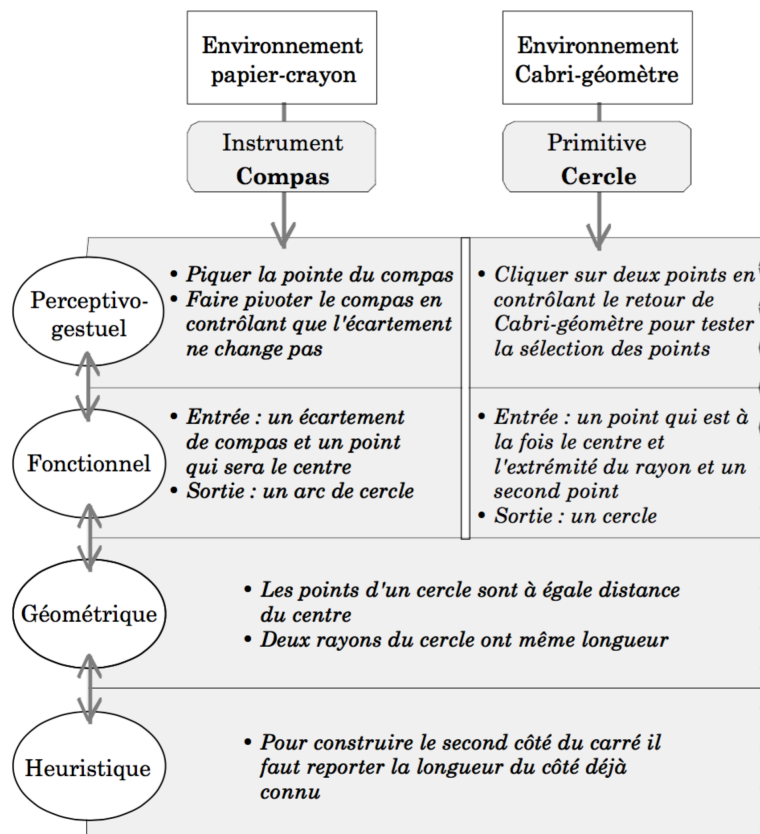 Environnement
papier-crayon
Environnement
Cabri-géomètre
Instrument
Compas
Primitive
Cercle
Perceptivo-
gestuel
• Piquer la pointe du compas
• Faire pivoter le compas en
contrôlant que l'écartement
ne change pas
• Cliquer sur deux points en
contrôlant le retour de
Cabri-géomètre pour tester
la sélection des points
Fonctionnel
• Entrée : un écartement
de compas et un point
qui sera le centre
• Sortie : un arc de cercle
• Entrée : un point qui est à
la fois le centre et
l'extrémité du rayon et un
second point
• Sortie : un cercle
Géométrique
• Les points d'un cercle sont à égale distance
du centre
• Deux rayons du cercle ont même longueur
Heuristique
• Pour construire le second côté du carré il
faut reporter la longueur du côté déjà
connu